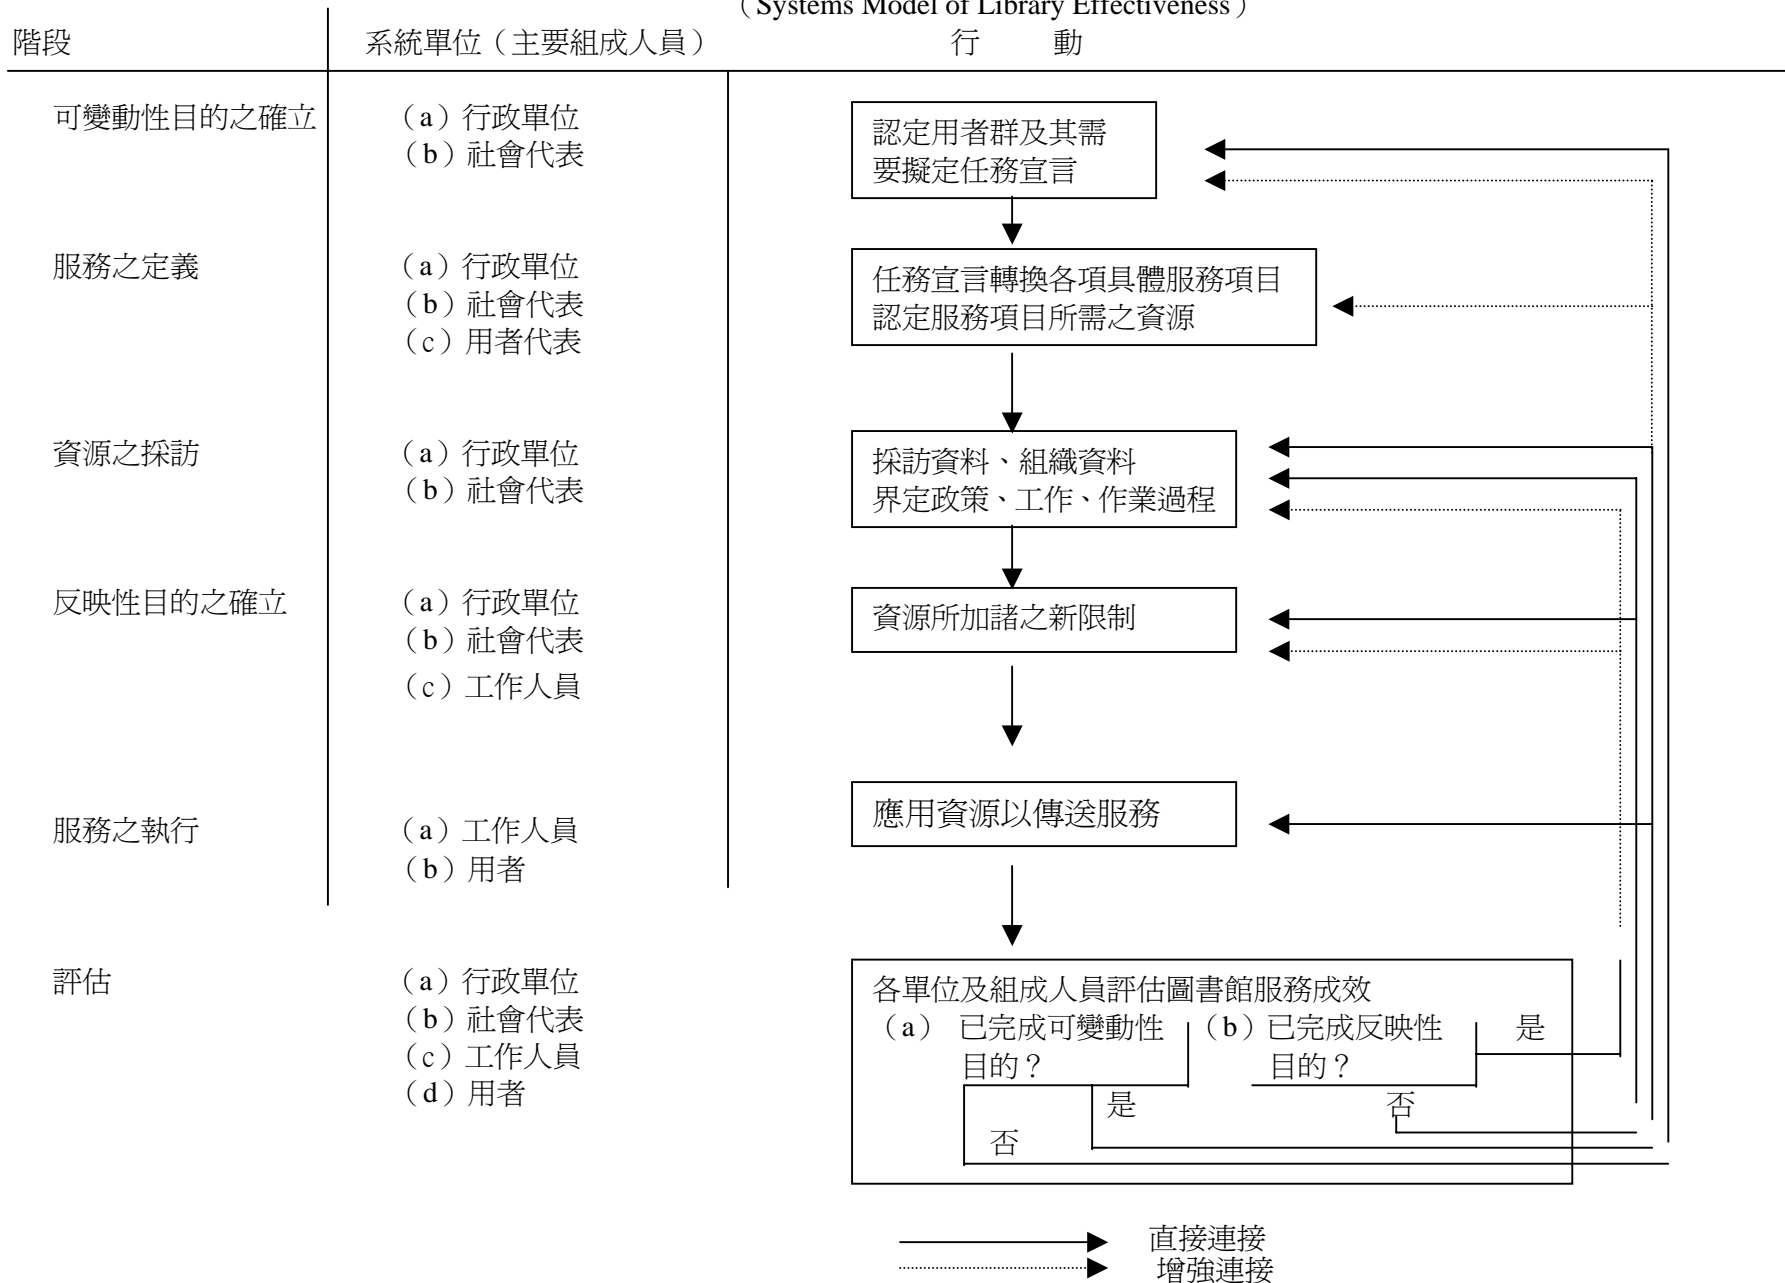 （Systems Model of Library Effectiveness）
階段 系統單位（主要組成人員） 行 動
可變動性目的之確立
（a）行政單位
（b）社會代表
認定用者群及其需
要擬定任務宣言
服務之定義
（a）行政單位
（b）社會代表
（c）用者代表
任務宣言轉換各項具體服務項目
認定服務項目所需之資源
資源之採訪
（a）行政單位
（b）社會代表
採訪資料、組織資料
界定政策、工作、作業過程
反映性目的之確立
（a）行政單位
（b）社會代表
（c）工作人員
資源所加諸之新限制
服務之執行
（a）工作人員
（b）用者
應用資源以傳送服務
評估
（a）行政單位
（b）社會代表
（c）工作人員
（d）用者
各單位及組成人員評估圖書館服務成效
（a） 已完成可變動性
目的？
是
否
（b）已完成反映性
目的？
是
否
直接連接
增強連接